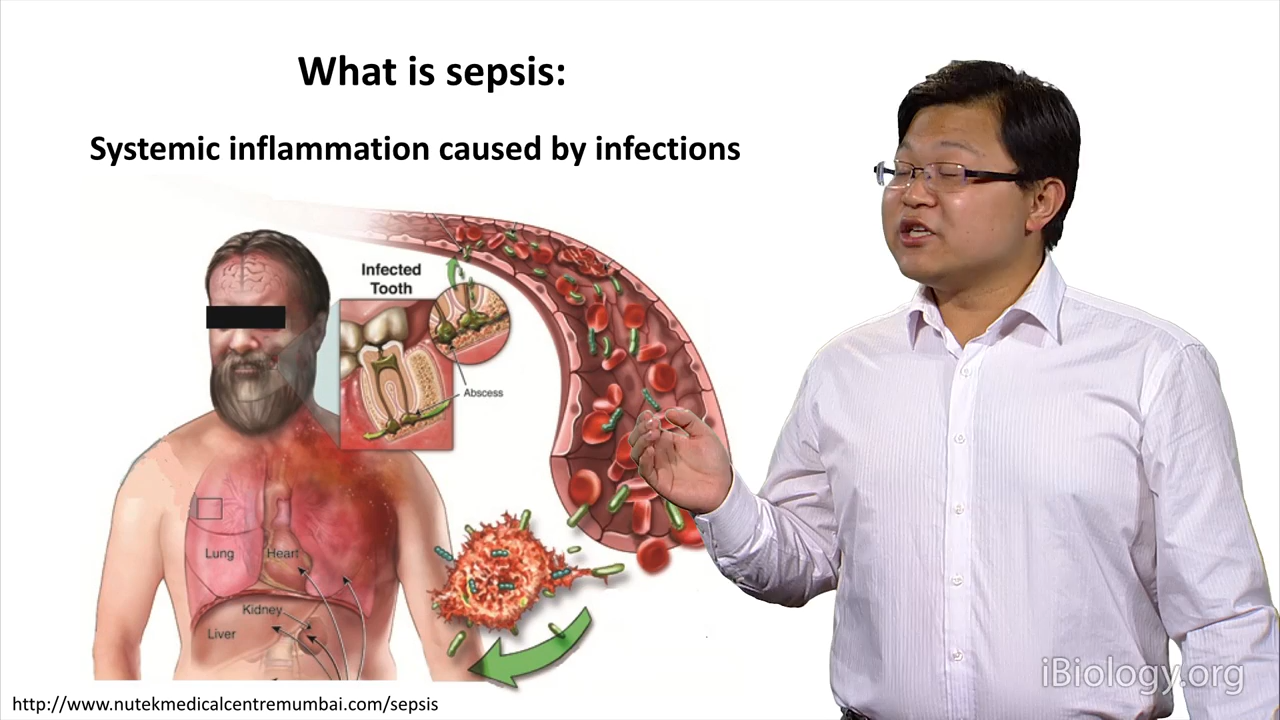 What is sepsis:
Systemic inflammation caused by infections
Infected
Tooth
Abscess
Lung
Heart
Kidney
Liver
http://www.nutekmedicalcentremumbai.com/sepsis
iBiology.org